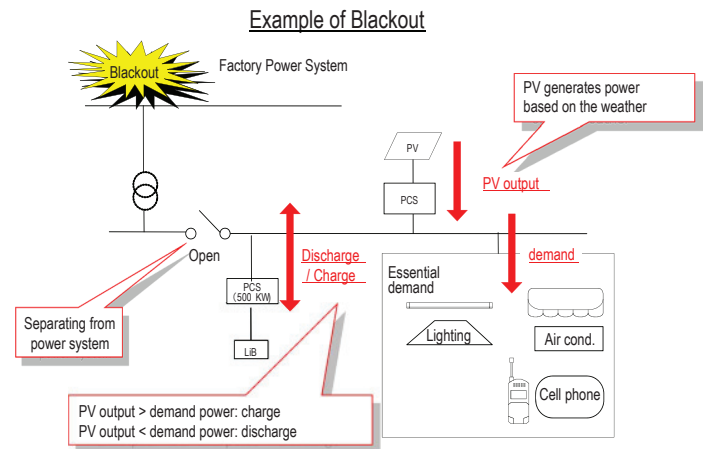 Example of Blackout
Blackout
Factory Power System
PV generates power
based on the weather
PV
PCS
PV output
Open
Discharge
/ Charge
demand
PCS
(500 KW)
LiB
Essential
demand
Lighting
Air cond.
Cell phone
Separating from
power system
PV output > demand power: charge
PV output < demand power: discharge